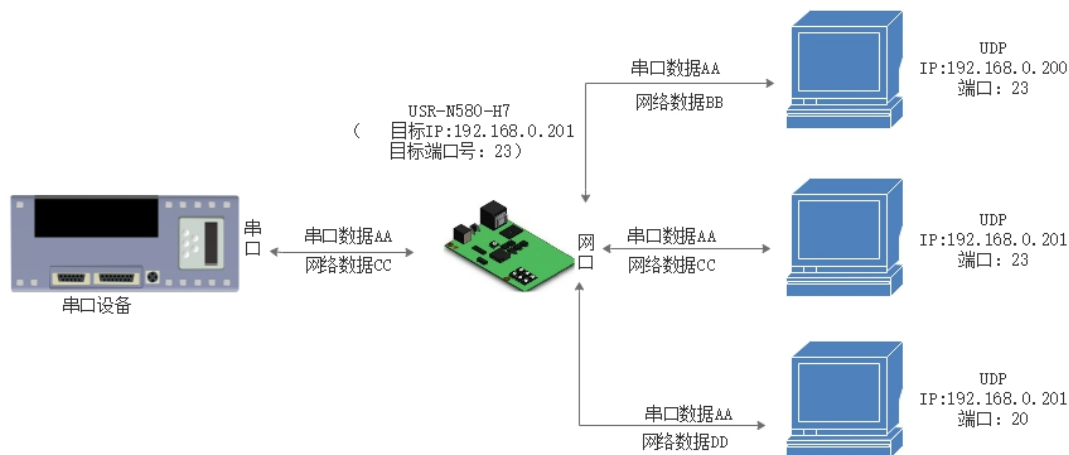 串口数据AA
网络数据BB
UDP
IP:192.168.0.200
端口: 23
USR-N580-H7
( 目标IP:192.168.0.201
目标端口号: 23)
串口
串口数据AA
网络数据CC
网口
串口数据AA
网络数据CC
UDP
IP:192.168.0.201
端口: 23
串口设备
串口数据AA
网络数据DD
UDP
IP:192.168.0.201
端口: 20